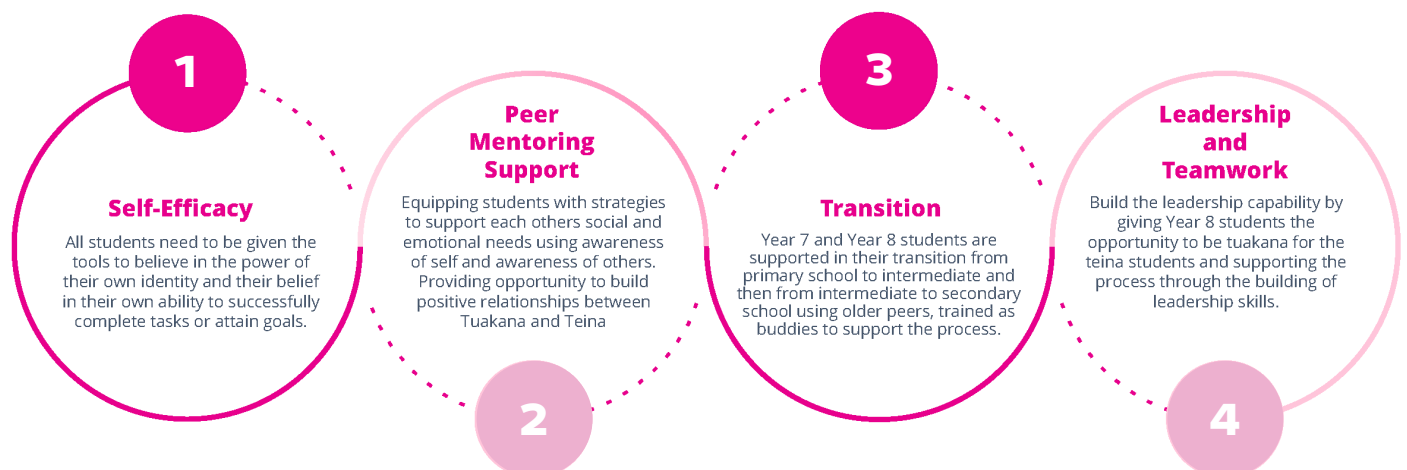 1
Self-Efficacy
All students need to be given the
tools to believe in the power of
their own identity and their belief
in their own ability to successfully
complete tasks or attain goals.
Peer
Mentoring
Support
Equipping students with strategies
to support each others social and
emotional needs using awareness
of self and awareness of others.
Providing opportunity to build
positive relationships between
Tuakana and Teina
2
3
Transition
Year 7 and Year 8 students are
supported in their transition from
primary school to intermediate and
then from intermediate to secondary
school using older peers, trained as
buddies to support the process.
Leadership
and
Teamwork
Build the leadership capability by
giving Year 8 students the
opportunity to be tuakana for the
teina students and supporting the
process through the building of
leadership skills.
4